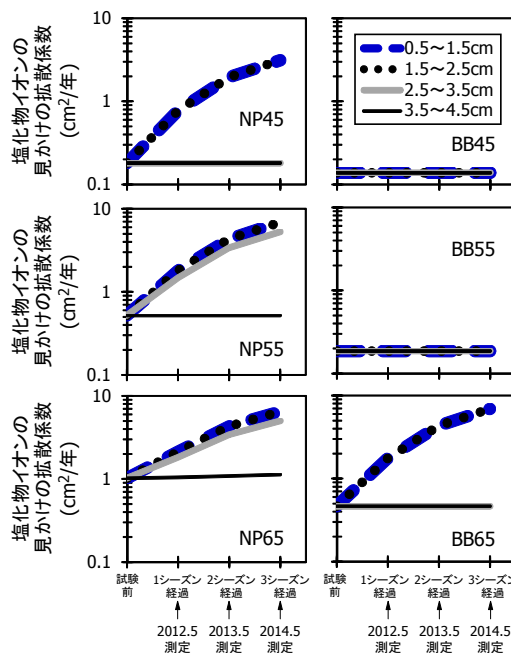 塩化物イオンの
見かけの拡散係数
(cm²/年)
10
1
0.1
NP45
BB45
0.5～1.5cm
1.5～2.5cm
2.5～3.5cm
3.5～4.5cm
塩化物イオンの
見かけの拡散係数
(cm²/年)
10
1
0.1
NP55
BB55
塩化物イオンの
見かけの拡散係数
(cm²/年)
10
1
0.1
NP65
BB65
試験 1シーズン 2シーズン 3シーズン 試験 1シーズン 2シーズン 3シーズン
前 経過 経過 経過 前 経過 経過 経過
2012.5 2013.5 2014.5 2012.5 2013.5 2014.5
測定 測定 測定 測定 測定 測定